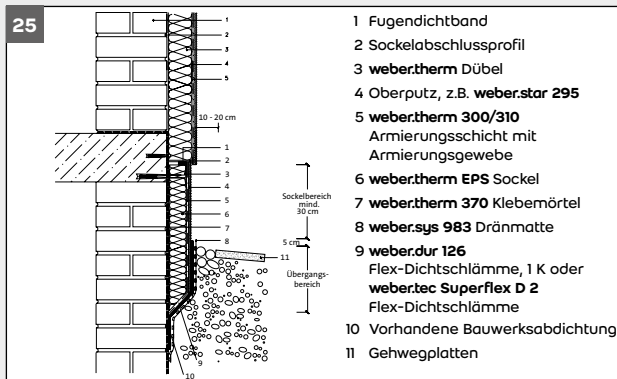 25
1
2
3
4
5
10 - 20 cm
1
2
3
4
5
6
7
8
9
10
11
Sockelbereich
mind.
30 cm
5 cm
Übergangs-
bereich
1 Fugendichtband
2 Sockelabschlussprofil
3 weber.therm Dübel
4 Oberputz, z.B. weber.star 295
5 weber.therm 300/310
Armierungsschicht mit
Armierungsgewebe
6 weber.therm EPS Sockel
7 weber.therm 370 Klebemörtel
8 weber.sys 983 Dränmatte
9 weber.dur 126
Flex-Dichtschlämme, 1 K oder
weber.tec Superflex D 2
Flex-Dichtschlämme
10 Vorhandene Bauwerksabdichtung
11 Gehwegplatten